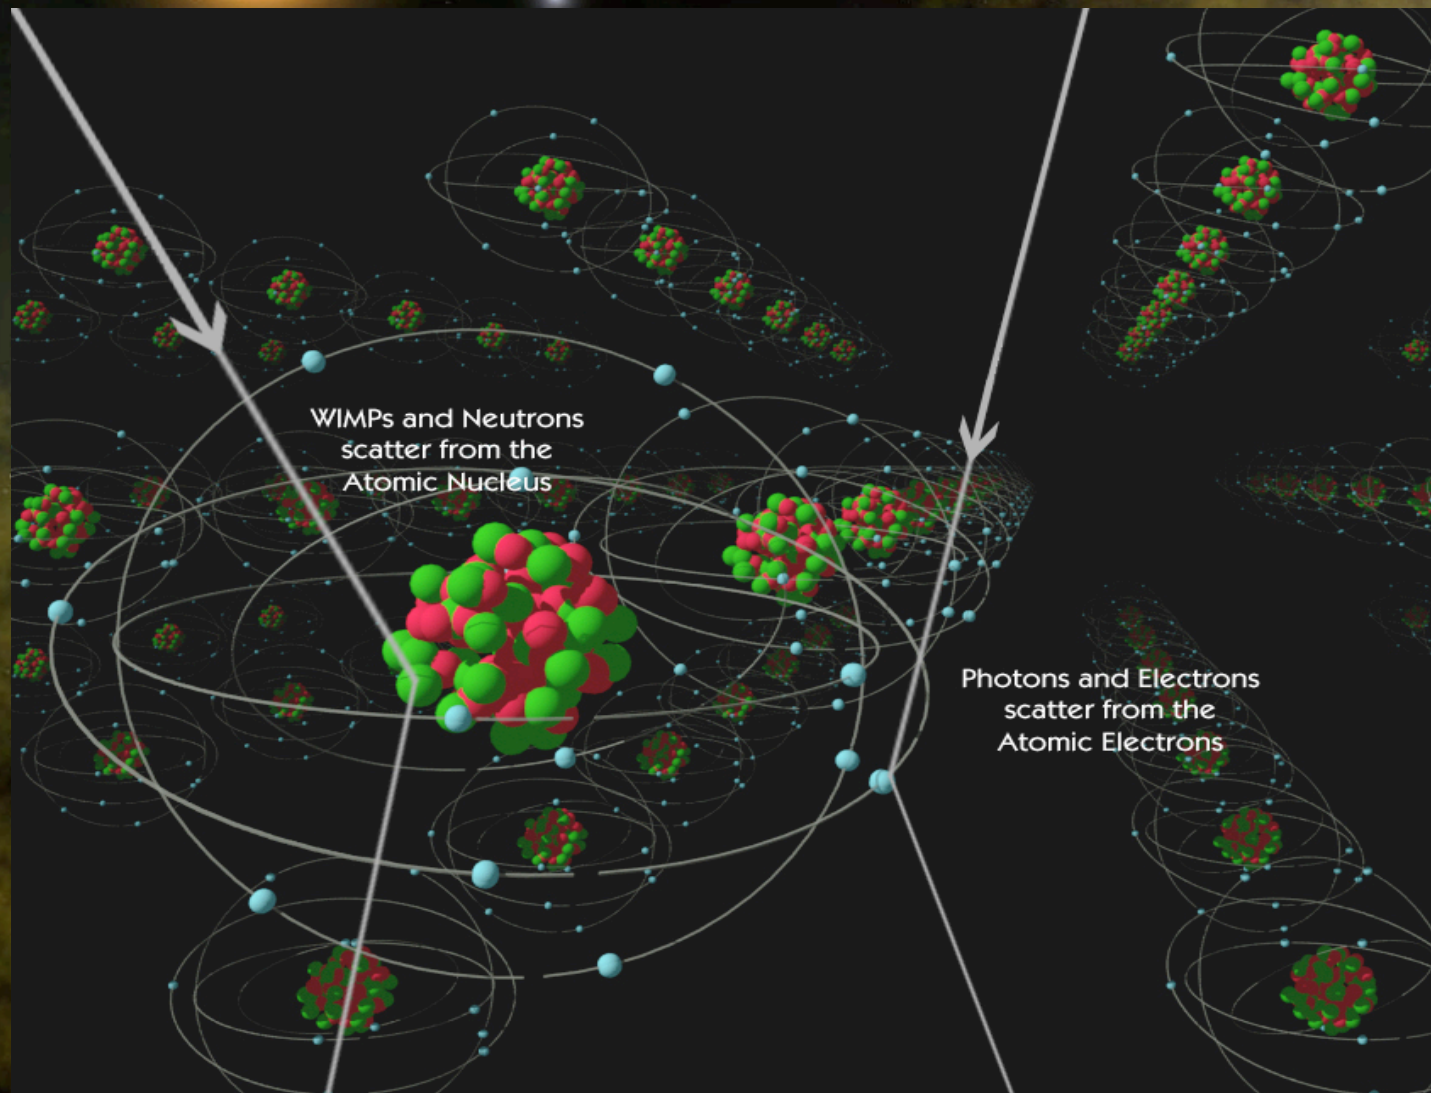 WIMPs and Neutrons
scatter from the
Atomic Nucleus
Photons and Electrons
scatter from the
Atomic Electrons